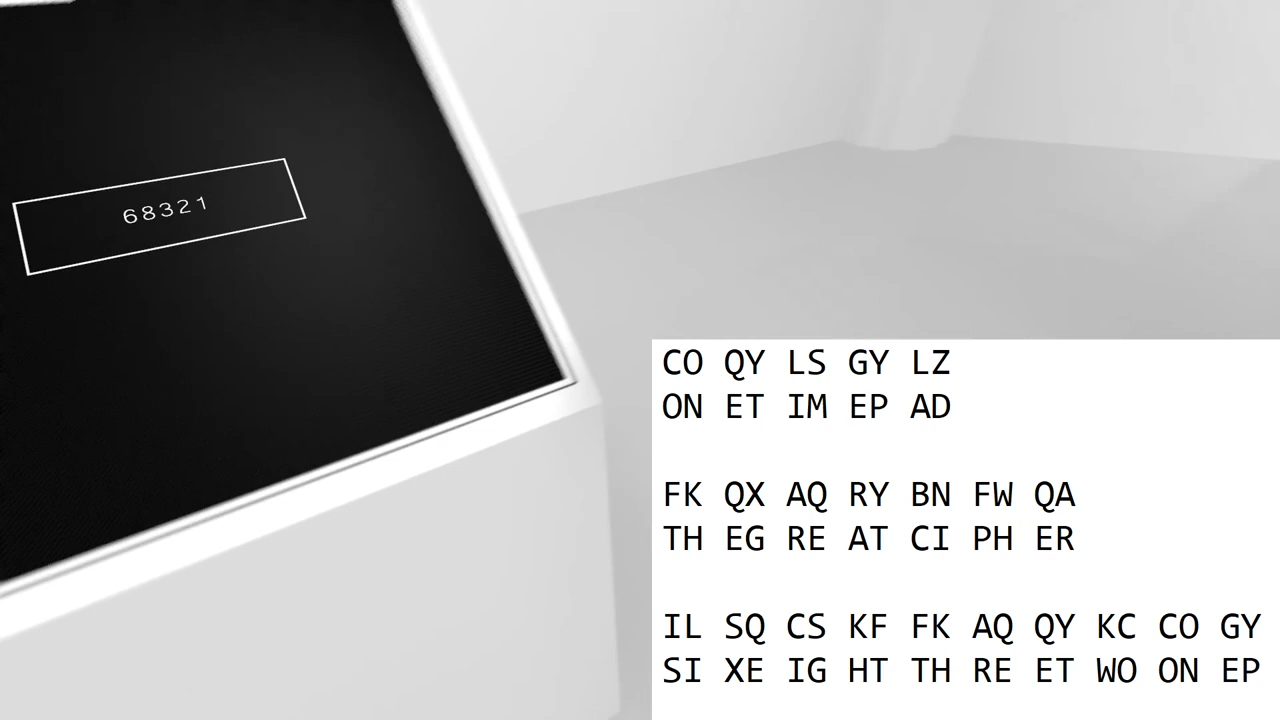 68321
CO QY LS GY LZ
ON ET IM EP AD
FK QX AQ RY BN FW QA
TH EG RE AT CI PH ER
IL SQ CS KF FK AQ QY KC CO GY
SI XE IG HT TH RE ET WO ON EP